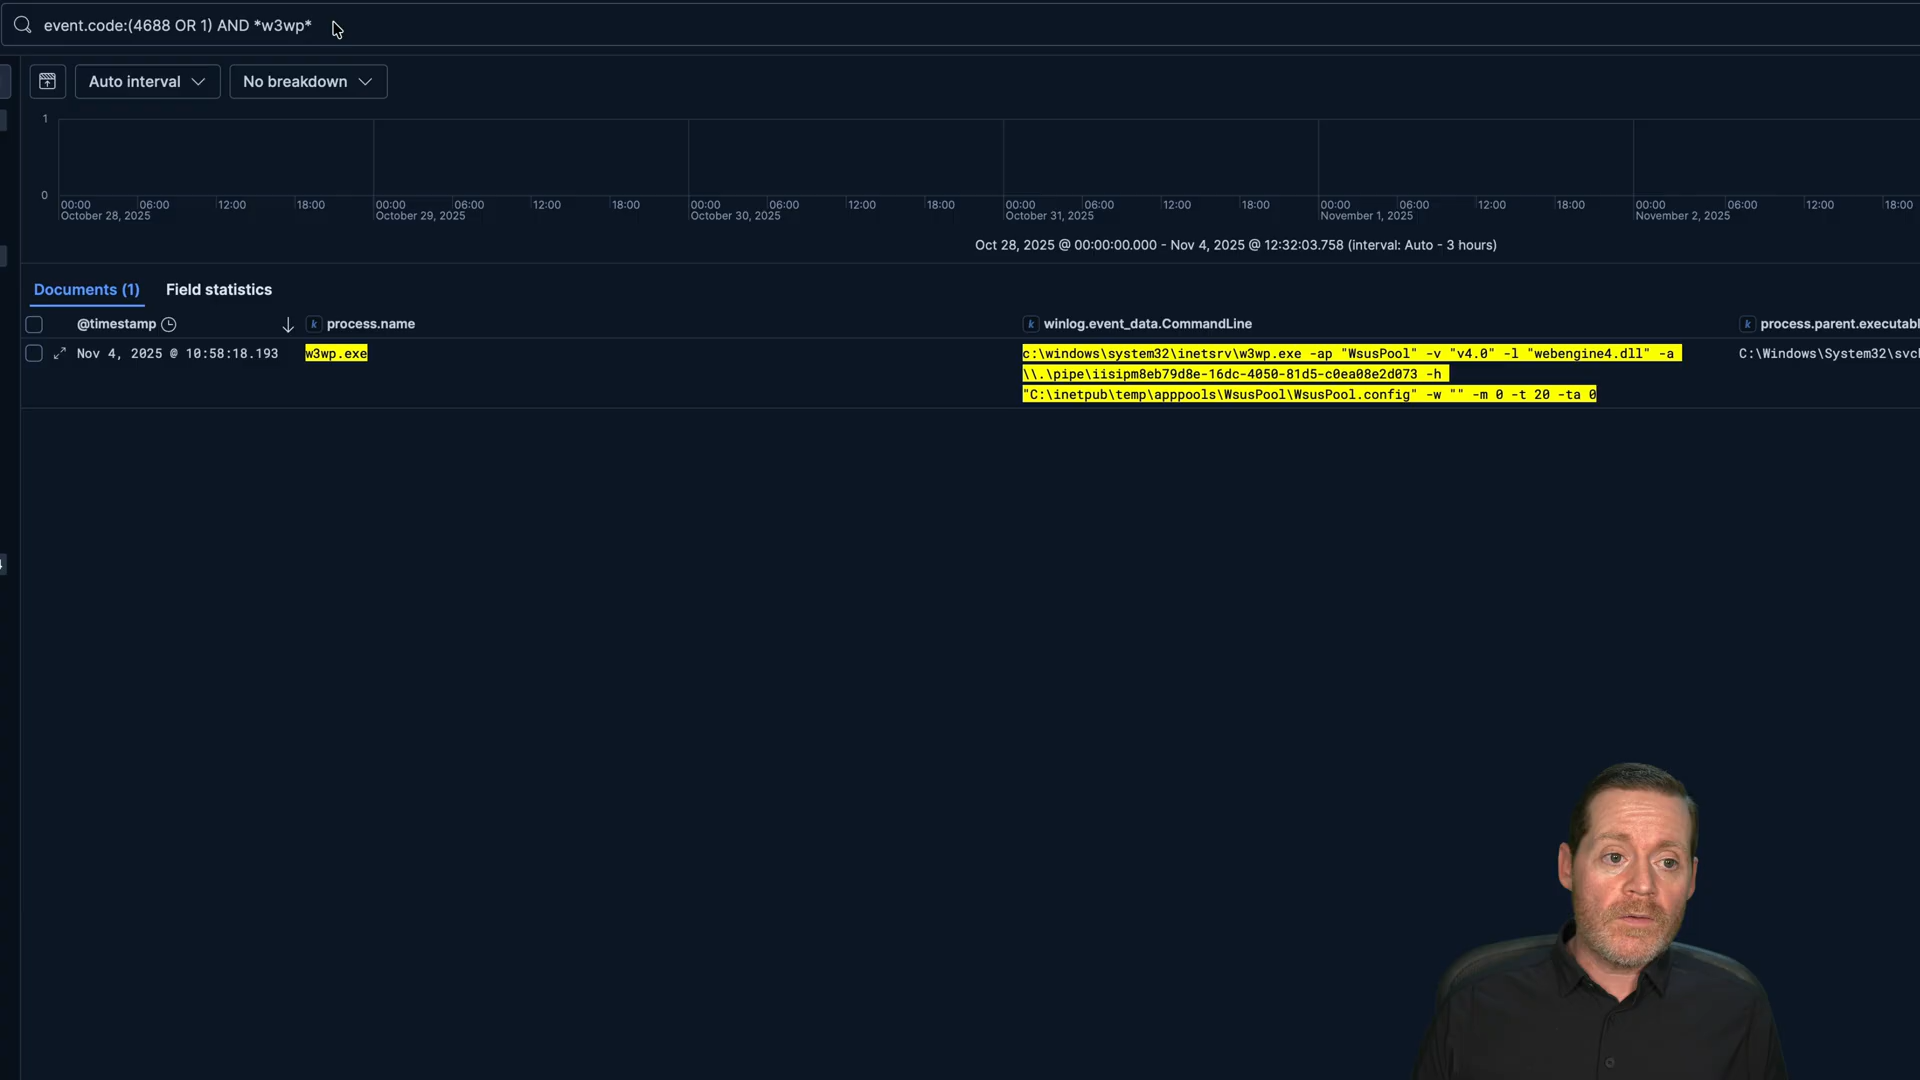 event.code:(4688 OR 1) AND *w3wp*
Auto interval
No breakdown
1
0
00:00 06:00 12:00 18:00 00:00 06:00 12:00 18:00 00:00 06:00 12:00 18:00 00:00 06:00 12:00 18:00 00:00 06:00 12:00 18:00 00:00 06:00 12:00 18:00
October 28, 2025 October 29, 2025 October 30, 2025 October 31, 2025 November 1, 2025 November 2, 2025
Oct 28, 2025 @ 00:00:00.000 - Nov 4, 2025 @ 12:32:03.758 (interval: Auto - 3 hours)
Documents (1) Field statistics
@timestamp k process.name k winlog.event_data.CommandLine k process.parent.executabl
Nov 4, 2025 @ 10:58:18.193 w3wp.exe c:\windows\system32\inetsrv\w3wp.exe -ap "WsusPool" -v "v4.0" -l "webengine4.dll" -a C:\Windows\System32\svcl
\\.\pipe\iisipm8eb79d8e-16dc-4050-81d5-c0ea08e2d073 -h
"C:\inetpub\temp\apppools\WsusPool\WsusPool.config" -w "" -m 0 -t 20 -ta 0